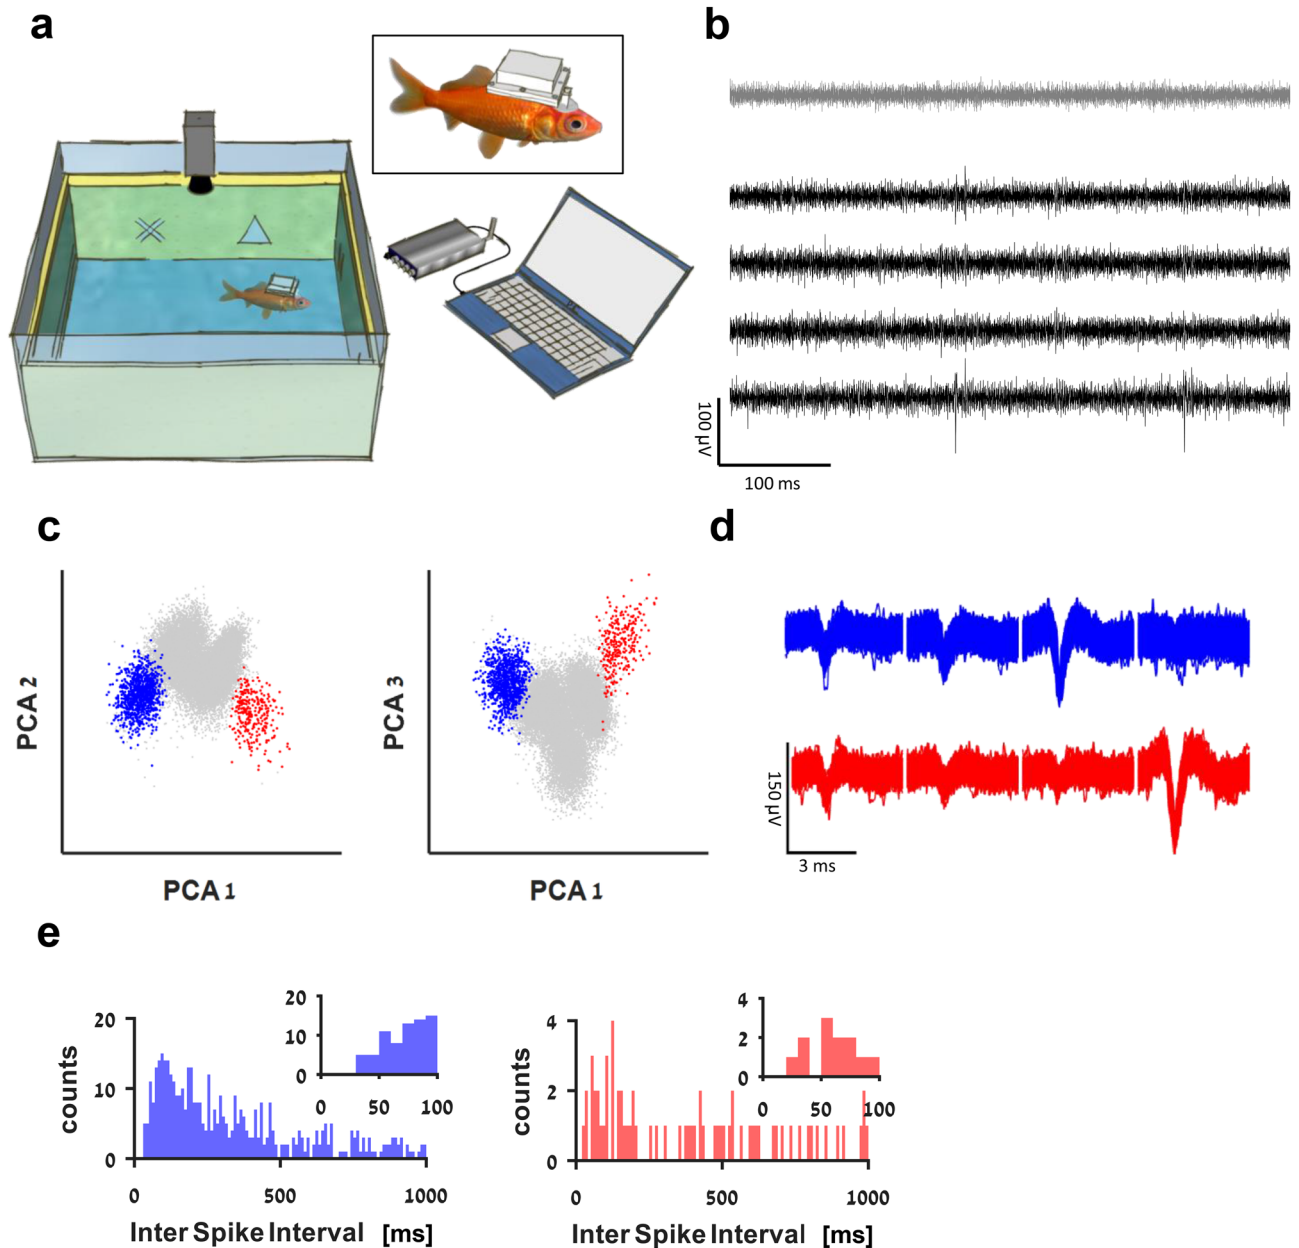 a
b
100 µV
100 ms
c
d
PCA 2
PCA 1
PCA 3
PCA 1
150 µV
3 ms
e
counts
20
10
0
0 500 1000
Inter Spike Interval [ms]
20
10
0
0 50 100
counts
4
2
0
0 500 1000
Inter Spike Interval [ms]
4
2
0
0 50 100